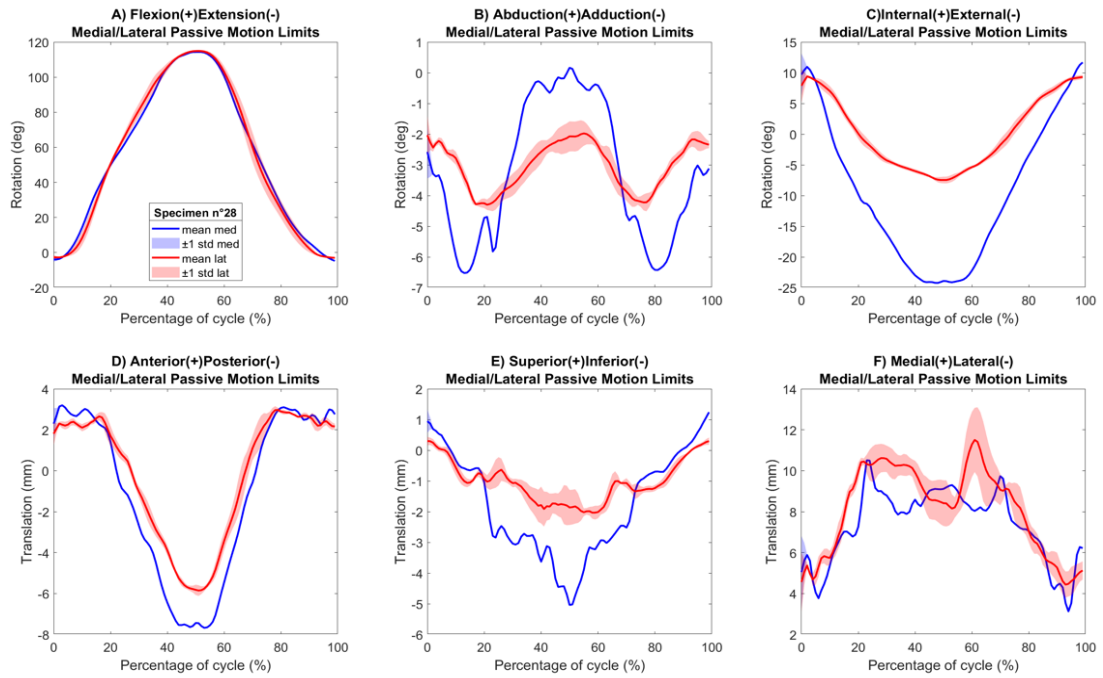 A) Flexion(+)Extension(-)
Medial/Lateral Passive Motion Limits
120
100
80
60
40
20
0
-20
Rotation (deg)
Specimen n°28
mean med
±1 std med
mean lat
±1 std lat
0 20 40 60 80 100
Percentage of cycle (%)
B) Abduction(+)Adduction(-)
Medial/Lateral Passive Motion Limits
1
0
-1
-2
-3
-4
-5
-6
-7
Rotation (deg)
0 20 40 60 80 100
Percentage of cycle (%)
C)Internal(+)External(-)
Medial/Lateral Passive Motion Limits
15
10
5
0
-5
-10
-15
-20
-25
Rotation (deg)
0 20 40 60 80 100
Percentage of cycle (%)
D) Anterior(+)Posterior(-)
Medial/Lateral Passive Motion Limits
4
2
0
-2
-4
-6
-8
Translation (mm)
0 20 40 60 80 100
Percentage of cycle (%)
E) Superior(+)Inferior(-)
Medial/Lateral Passive Motion Limits
2
1
0
-1
-2
-3
-4
-5
-6
Translation (mm)
0 20 40 60 80 100
Percentage of cycle (%)
F) Medial(+)Lateral(-)
Medial/Lateral Passive Motion Limits
14
12
10
8
6
4
2
Translation (mm)
0 20 40 60 80 100
Percentage of cycle (%)